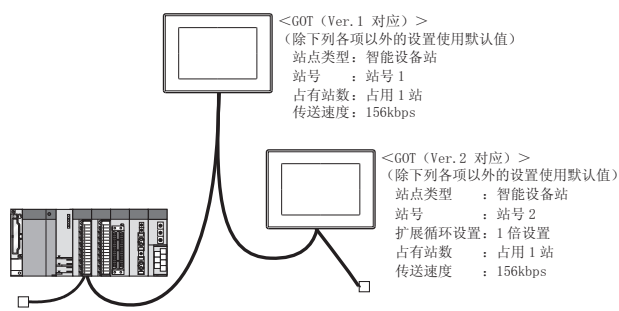 ＜GOT（Ver.1 对应）＞
（除下列各项以外的设置使用默认值）
站点类型：智能设备站
站号　　：站号 1
占有站数：占用 1 站
传送速度：156kbps
＜GOT（Ver.2 对应）＞
（除下列各项以外的设置使用默认值）
站点类型　　：智能设备站
站号　　　　：站号 2
扩展循环设置：1 倍设置
占有站数　　：占用 1 站
传送速度　　：156kbps